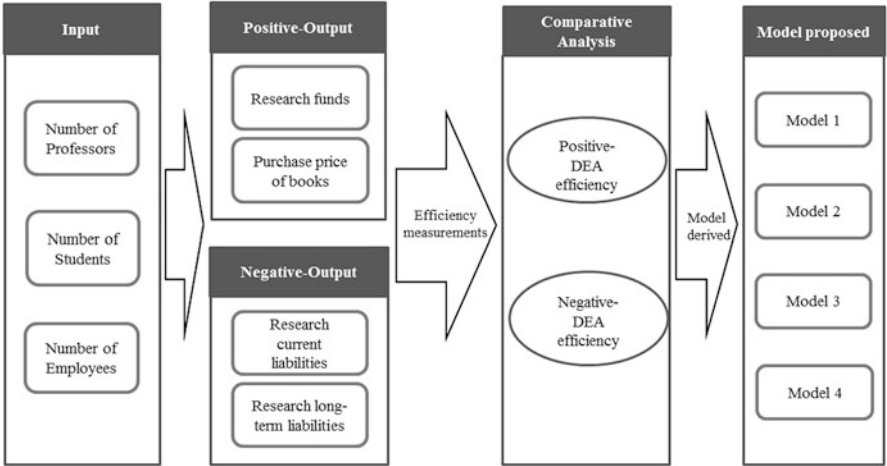 Input
Number of
Professors
Number of
Students
Number of
Employees
Positive-Output
Research funds
Purchase price
of books
Negative-Output
Research
current
liabilities
Research long-
term liabilities
Efficiency
measurements
Comparative
Analysis
Positive-
DEA
efficiency
Negative-
DEA
efficiency
Model
derived
Model proposed
Model 1
Model 2
Model 3
Model 4